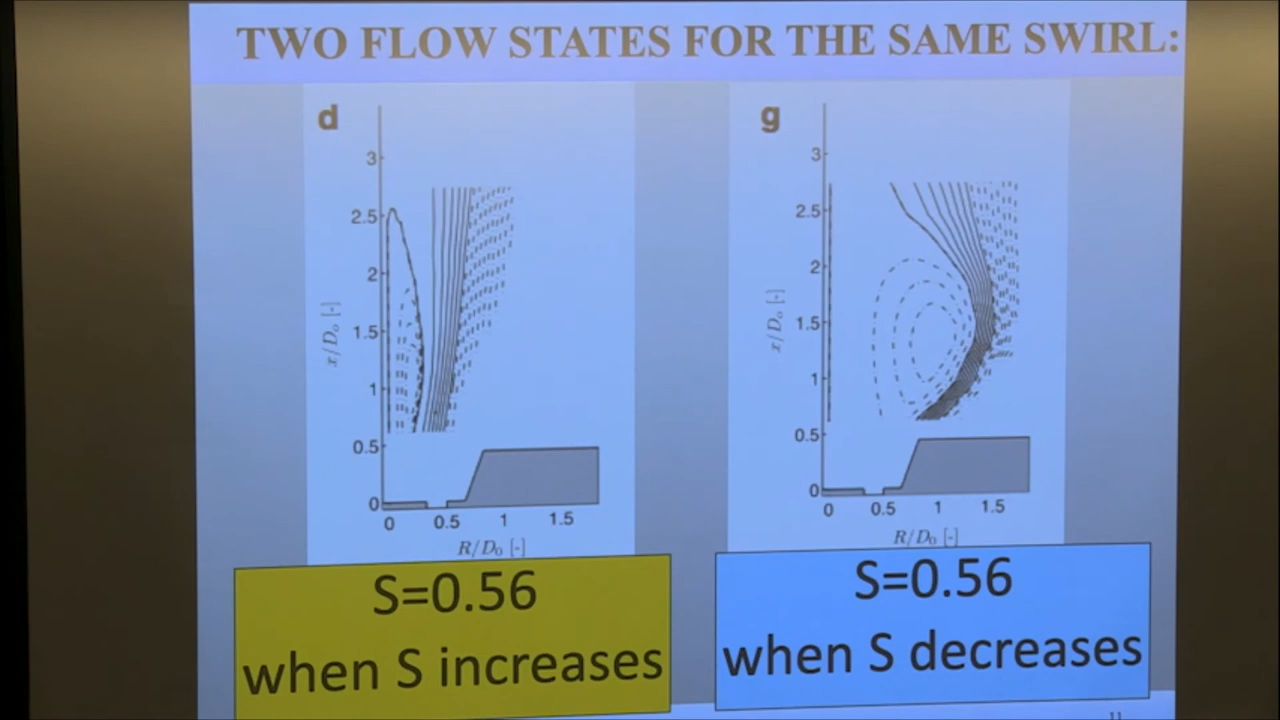 TWO FLOW STATES FOR THE SAME SWIRL:
d
3
2.5
2
1.5
1
0.5
0
x/D₀ [-]
0 0.5 1 1.5
R/D₀ [-]
g
3
2.5
2
1.5
1
0.5
0
x/D₀ [-]
0 0.5 1 1.5
R/D₀ [-]
S=0.56
when S increases
S=0.56
when S decreases
11